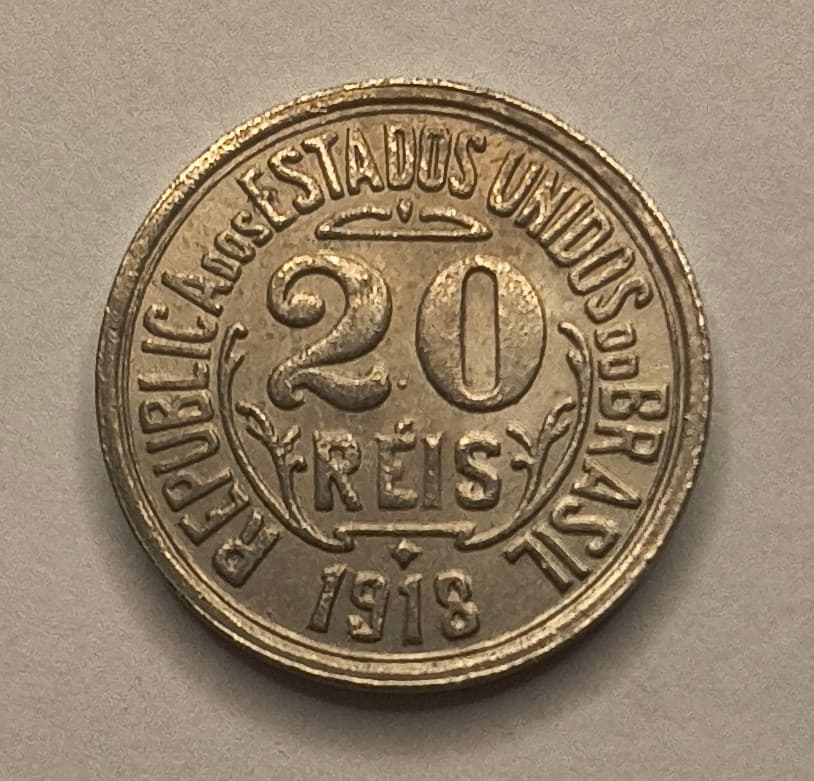 REPUBLICA DOS ESTADOS UNIDOS DO BRASIL
20
RÉIS
1918